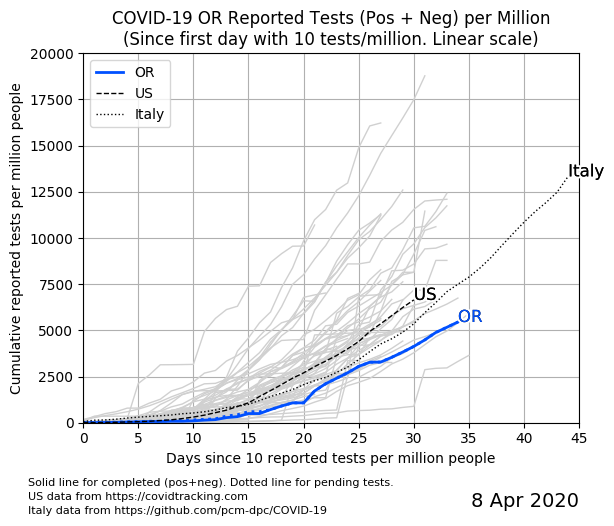 COVID-19 OR Reported Tests (Pos + Neg) per Million
(Since first day with 10 tests/million. Linear scale)
Cumulative reported tests per million people
20000
17500
15000
12500
10000
7500
5000
2500
0
OR
US
Italy
Italy
US
OR
0 5 10 15 20 25 30 35 40 45
Days since 10 reported tests per million people
Solid line for completed (pos+neg). Dotted line for pending tests.
US data from https://covidtracking.com
Italy data from https://github.com/pcm-dpc/COVID-19
8 Apr 2020